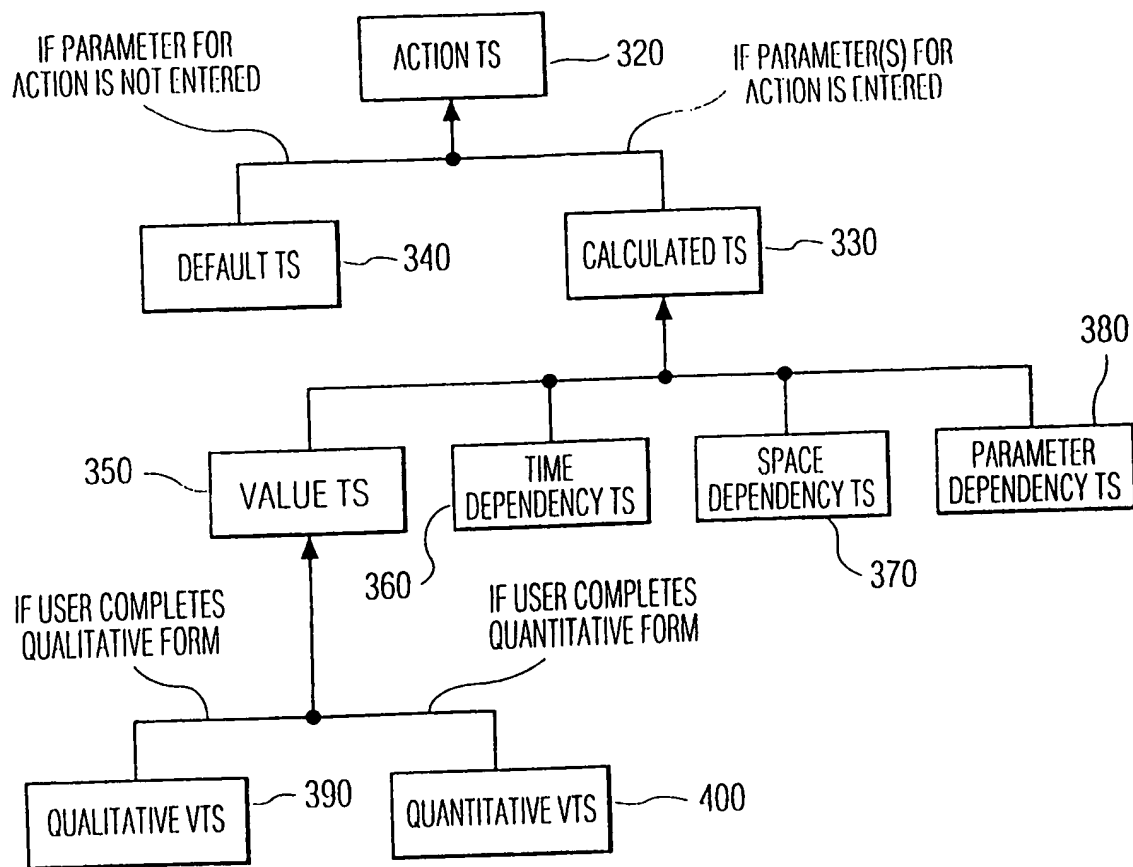 IF PARAMETER FOR
ACTION IS NOT ENTERED
ACTION TS
320
IF PARAMETER(S) FOR
ACTION IS ENTERED
DEFAULT TS
340
CALCULATED TS
330
380
350
VALUE TS
TIME
DEPENDENCY TS
SPACE
DEPENDENCY TS
PARAMETER
DEPENDENCY TS
360
370
IF USER COMPLETES
QUALITATIVE FORM
IF USER COMPLETES
QUANTITATIVE FORM
QUALITATIVE VTS
390
QUANTITATIVE VTS
400